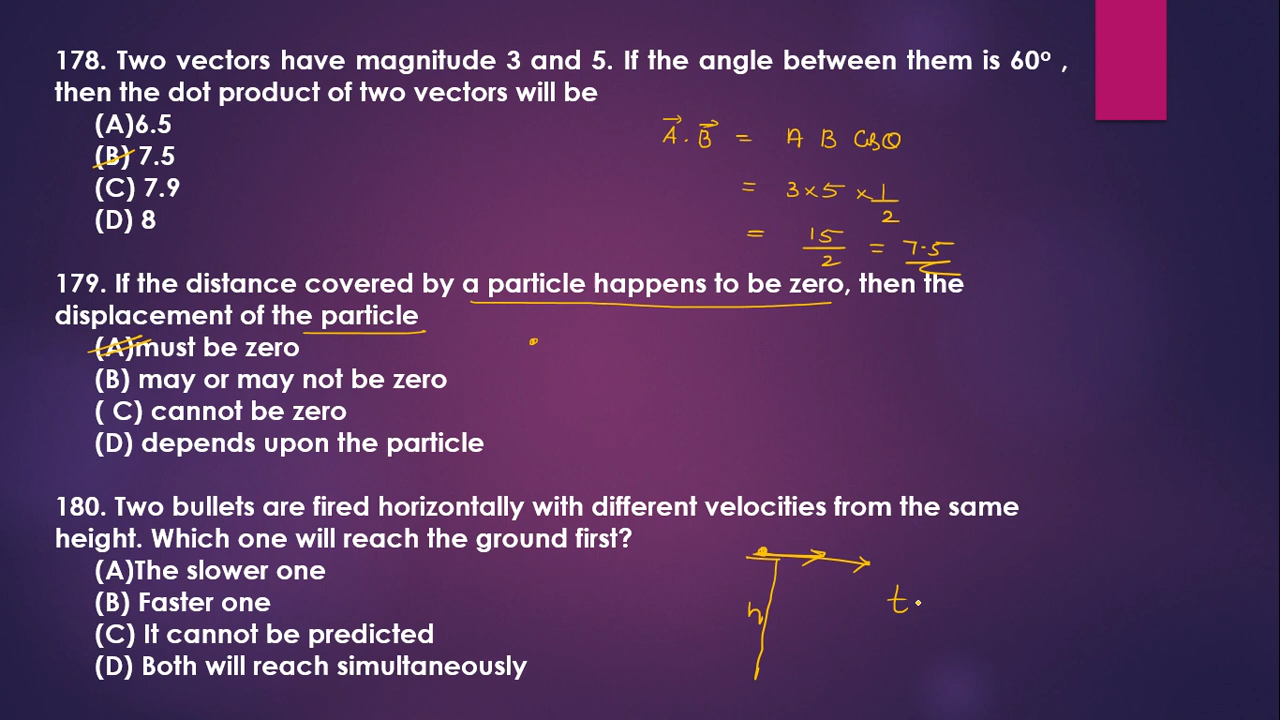 178. Two vectors have magnitude 3 and 5. If the angle between them is 60° ,
then the dot product of two vectors will be
(A)6.5
(B) 7.5
(C) 7.9
(D) 8
A⃗ . B⃗ = A B Cosθ
= 3×5 × 1/2
= 15/2 = 7.5
179. If the distance covered by a particle happens to be zero, then the
displacement of the particle
(A)must be zero
(B) may or may not be zero
( C) cannot be zero
(D) depends upon the particle
180. Two bullets are fired horizontally with different velocities from the same
height. Which one will reach the ground first?
(A)The slower one
(B) Faster one
(C) It cannot be predicted
(D) Both will reach simultaneously
h
t